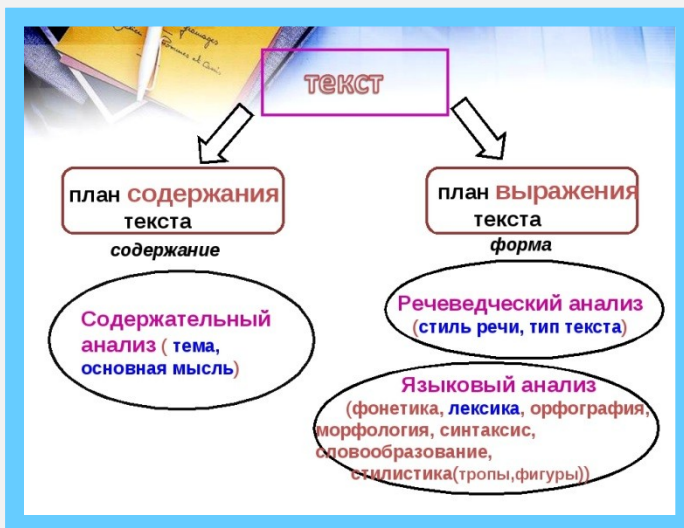 текст
план содержания
текста
содержание
Содержательный
анализ ( тема,
основная мысль)
план выражения
текста
форма
Речеведческий анализ
(стиль речи, тип текста)
Языковый анализ
(фонетика, лексика, орфография,
морфология, синтаксис,
словообразование,
стилистика(тропы,фигуры))